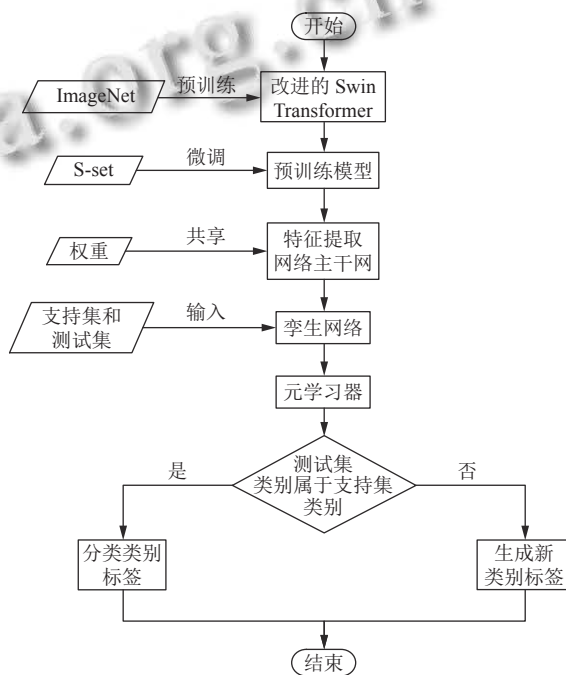 开始
ImageNet
预训练
改进的 Swin
Transformer
S-set
微调
预训练模型
权重
共享
特征提取
网络主干网
支持集和
测试集
输入
孪生网络
元学习器
测试集
类别属于支持集
类别
是
否
分类类别
标签
生成新
类别标签
结束
a.org.cn